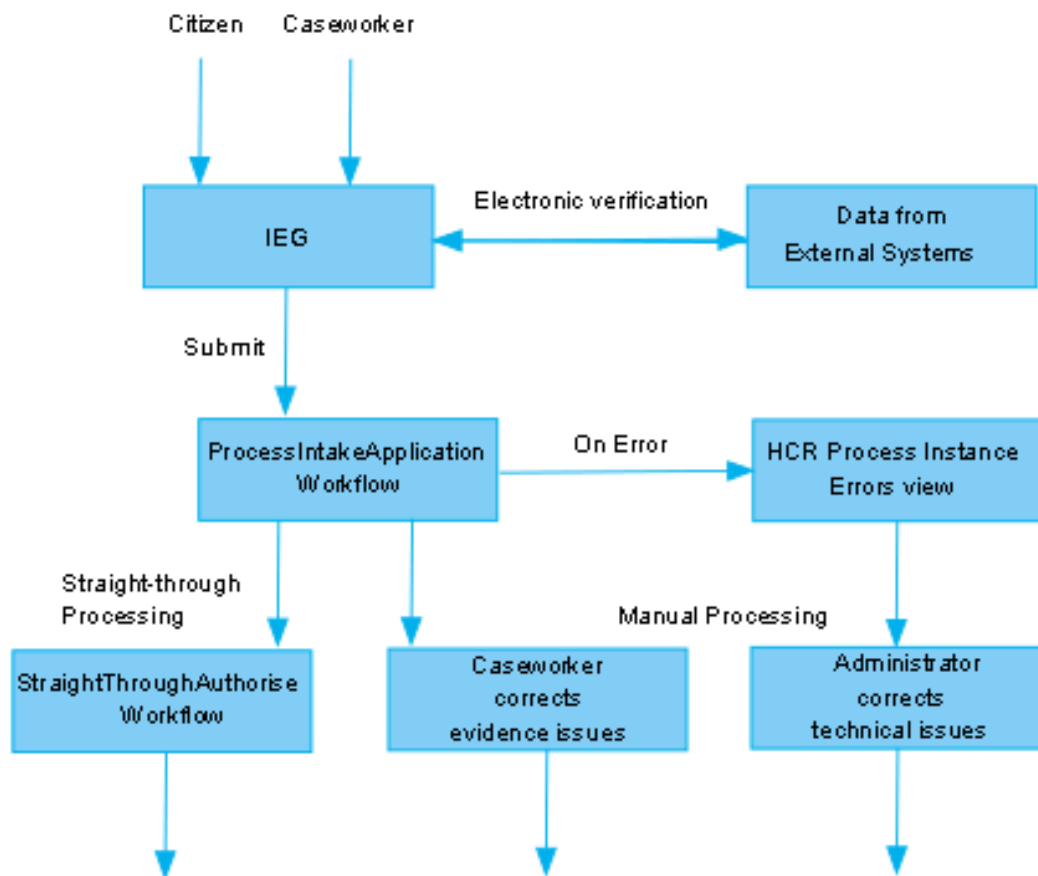 Citizen
Caseworker
IEG
Electronic verification
Data from
External Systems
Submit
ProcessIntakeApplication
Workflow
On Error
HCR Process Instance
Errors view
Straight-through
Processing
Manual Processing
StraightThroughAuthorise
Workflow
Caseworker
corrects
evidence issues
Administrator
corrects
technical issues